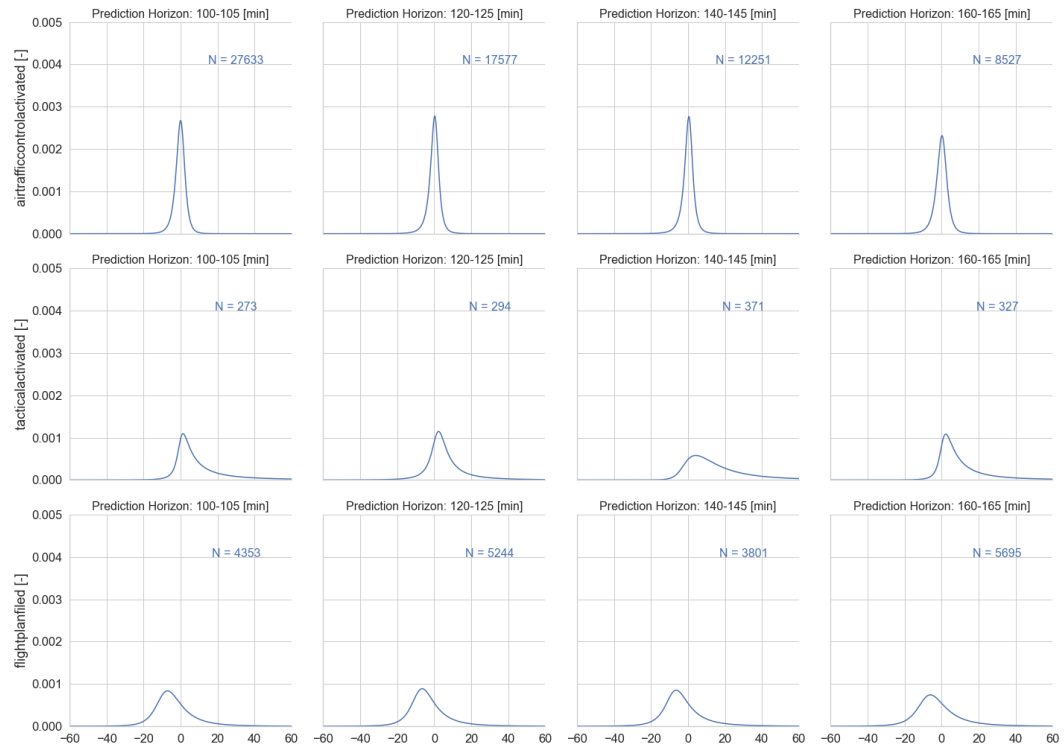 Prediction Horizon: 100-105 [min]
Prediction Horizon: 120-125 [min]
Prediction Horizon: 140-145 [min]
Prediction Horizon: 160-165 [min]
airtrafficcontrolactivated [-]
0.005
0.004
0.003
0.002
0.001
0.000
N = 27633
N = 17577
N = 12251
N = 8527
Prediction Horizon: 100-105 [min]
Prediction Horizon: 120-125 [min]
Prediction Horizon: 140-145 [min]
Prediction Horizon: 160-165 [min]
tacticalactivated [-]
0.005
0.004
0.003
0.002
0.001
0.000
N = 273
N = 294
N = 371
N = 327
Prediction Horizon: 100-105 [min]
Prediction Horizon: 120-125 [min]
Prediction Horizon: 140-145 [min]
Prediction Horizon: 160-165 [min]
flightplanfiled [-]
0.005
0.004
0.003
0.002
0.001
0.000
N = 4353
N = 5244
N = 3801
N = 5695
−60 −40 −20 0 20 40 60
−60 −40 −20 0 20 40 60
−60 −40 −20 0 20 40 60
−60 −40 −20 0 20 40 60